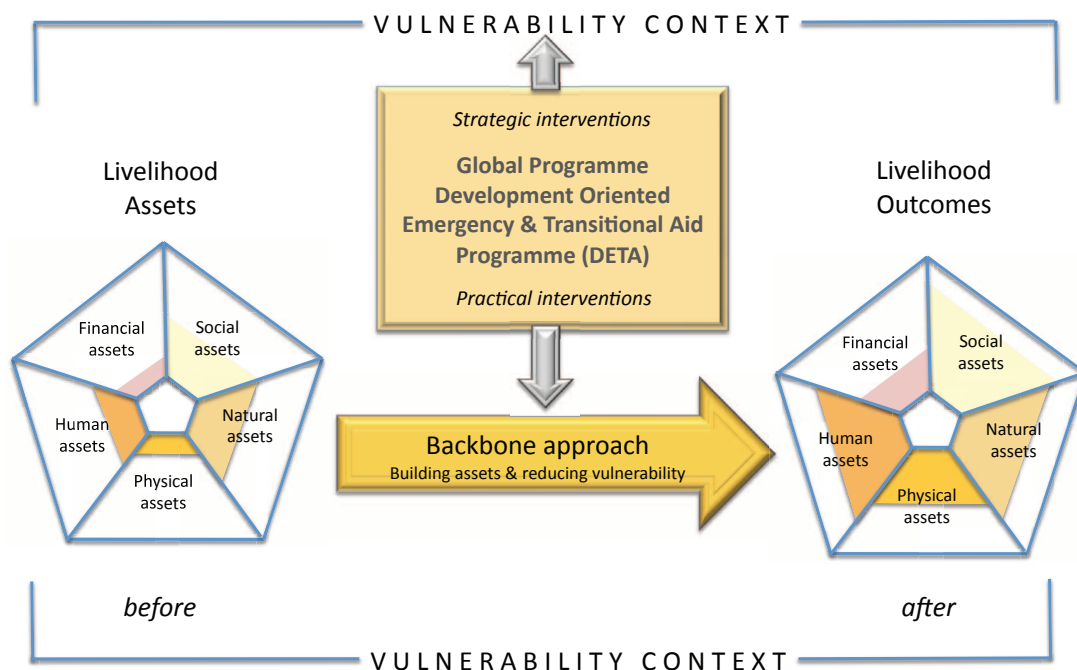 VULNERABILITY CONTEXT
Strategic interventions
Global Programme
Development Oriented
Emergency & Transitional Aid
Programme (DETA)
Practical interventions
Livelihood
Assets
Financial
assets
Social
assets
Human
assets
Natural
assets
Physical
assets
before
Backbone approach
Building assets & reducing vulnerability
Livelihood
Outcomes
Financial
assets
Social
assets
Human
assets
Natural
assets
Physical
assets
after
VULNERABILITY CONTEXT